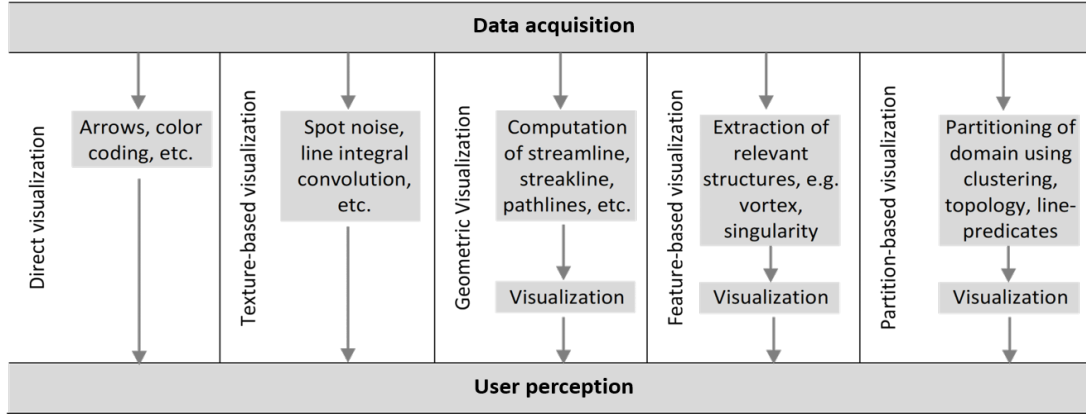 Data acquisition
Direct visualization
Arrows, color
coding, etc.
Texture-based visualization
Spot noise,
line integral
convolution,
etc.
Geometric Visualization
Computation
of streamline,
streakline,
pathlines, etc.
Visualization
Feature-based visualization
Extraction of
relevant
structures, e.g.
vortex,
singularity
Visualization
Partition-based visualization
Partitioning of
domain using
clustering,
topology, line-
predicates
Visualization
User perception